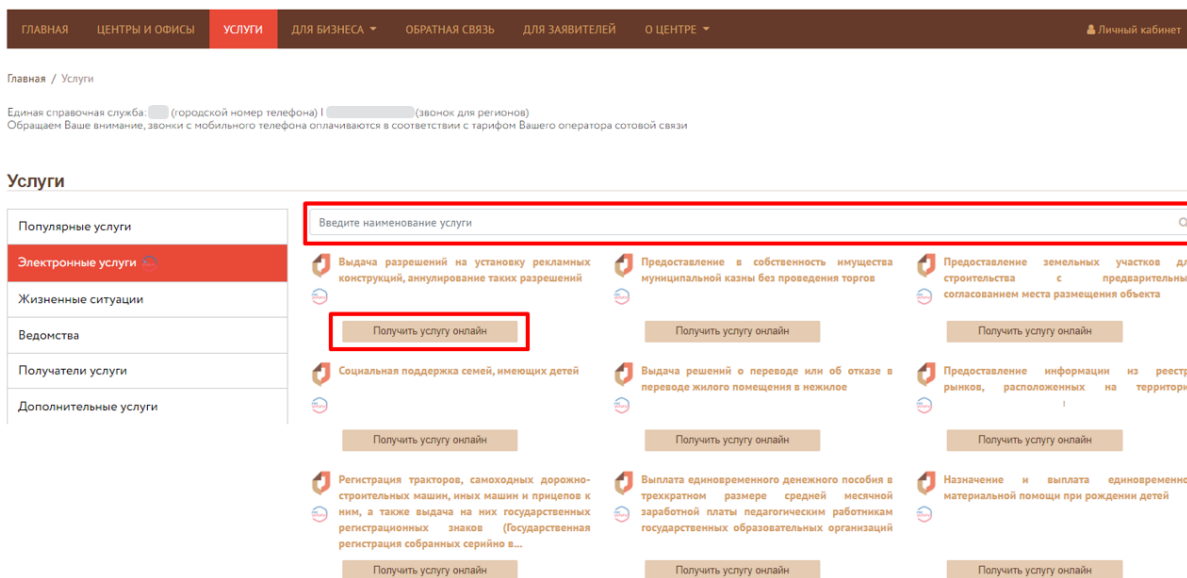 ГЛАВНАЯ ЦЕНТРЫ И ОФИСЫ УСЛУГИ ДЛЯ БИЗНЕСА ОБРАТНАЯ СВЯЗЬ ДЛЯ ЗАЯВИТЕЛЕЙ О ЦЕНТРЕ Личный кабинет
Главная / Услуги
Единая справочная служба: (городской номер телефона) I (звонок для регионов)
Обращаем Ваше внимание, звонки с мобильного телефона оплачиваются в соответствии с тарифом Вашего оператора сотовой связи
Услуги
Популярные услуги
Электронные услуги
Жизненные ситуации
Ведомства
Получатели услуги
Дополнительные услуги
Введите наименование услуги
Выдача разрешений на установку рекламных
конструкций, аннулирование таких разрешений
Получить услугу онлайн
Предоставление в собственность имущества
муниципальной казны без проведения торгов
Получить услугу онлайн
Предоставление земельных участков дл
строительства с предварительны
согласованием места размещения объекта
Получить услугу онлайн
Социальная поддержка семей, имеющих детей
Получить услугу онлайн
Выдача решений о переводе или об отказе в
переводе жилого помещения в нежилое
Получить услугу онлайн
Предоставление информации из реестр
рынков, расположенных на территори
Получить услугу онлайн
Регистрация тракторов, самоходных дорожно-
строительных машин, иных машин и прицепов к
ним, а также выдача на них государственных
регистрационных знаков (Государственная
регистрация собранных серийно в...
Получить услугу онлайн
Выплата единовременного денежного пособия в
трехкратном размере средней месячной
заработной платы педагогическим работникам
государственных образовательных организаций
Получить услугу онлайн
Назначение и выплата единовременно
материальной помощи при рождении детей
Получить услугу онлайн